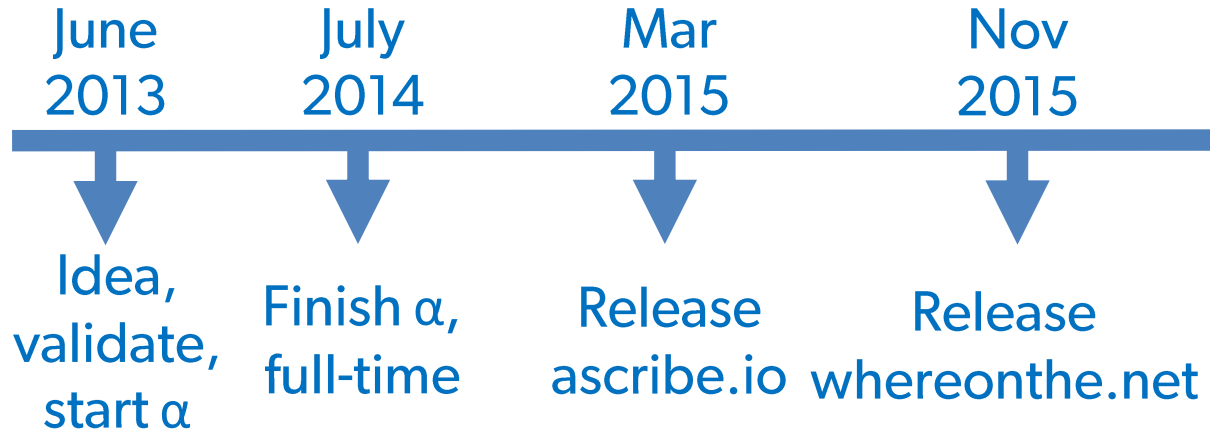 June
2013
July
2014
Mar
2015
Nov
2015
Idea,
validate,
start α
Finish α,
full-time
Release
ascribe.io
Release
whereonthe.net